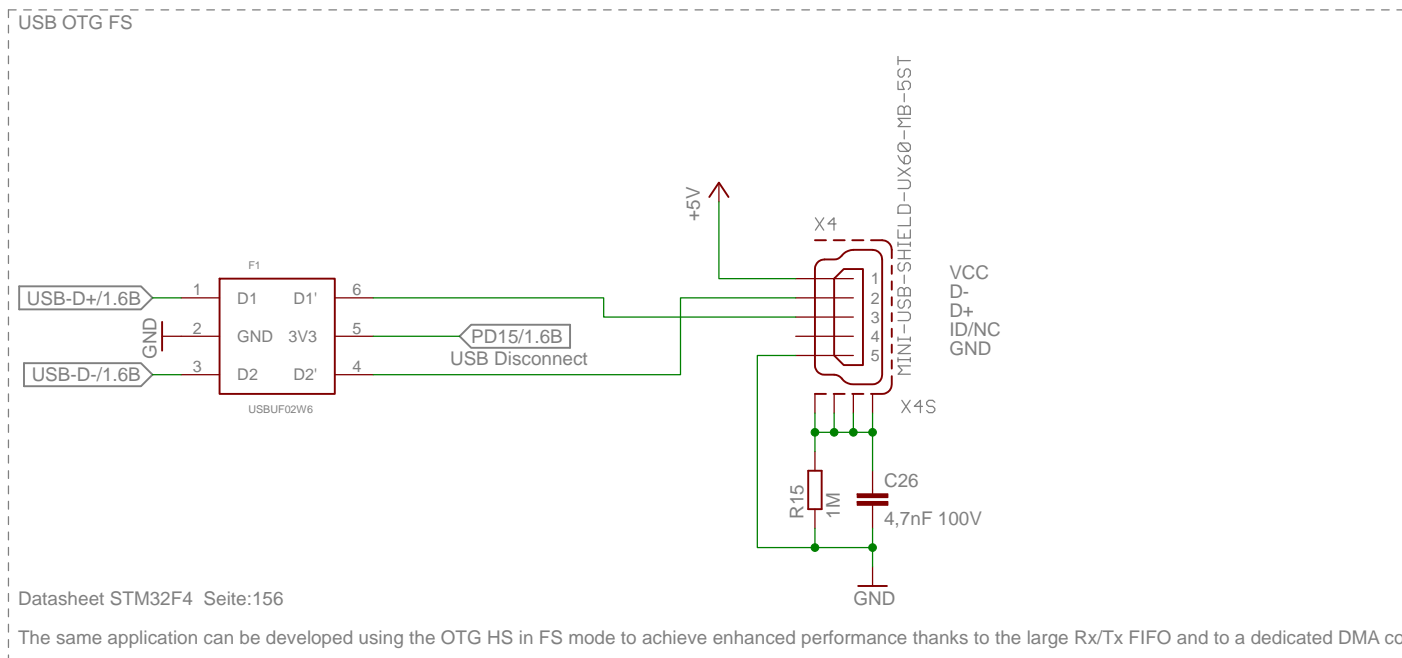 USB OTG FS
MINI-USB-SHIELD-UX60-MB-5ST
+5V
X4
F1
1 VCC
2 D-
3 D+
4 ID/NC
5 GND
USB-D+/1.6B 1 D1 D1' 6
GND 2 GND 3V3 5 PD15/1.6B
USB Disconnect
USB-D-/1.6B 3 D2 D2' 4
USBUF02W6
X4S
R15
1M
C26
4,7nF 100V
GND
Datasheet STM32F4 Seite:156
The same application can be developed using the OTG HS in FS mode to achieve enhanced performance thanks to the large Rx/Tx FIFO and to a dedicated DMA co